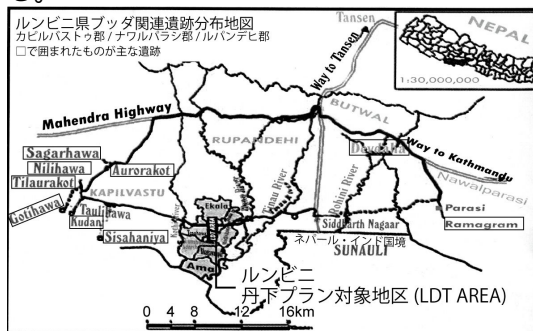 ルンビニ県ブッダ関連遺跡分布地図
カピルバストゥ郡 / ナワルパラシ郡 / ルパンデヒ郡
□で囲まれたものが主な遺跡
Tansen
NEPAL
1:30,000,000
Way to Tansen
BUTWAL
Mahendra Highway
RUPANDEHI
Way to Kathmandu
Devdaha
Nawalparasi
Sagarhawa
Nilihawa
Aurorakot
Tilaurakot
KAPILVASTU
Gotihawa
Taulihawa
Kudan
Sisahaniya
Ekala
Tinau River
Rohini River
Parasi
Ramagram
Siddharth Nagaar
ネパール・インド国境
SUNAULI
Ama
ルンビニ
丹下プラン対象地区 (LDT AREA)
0 4 8 12 16km